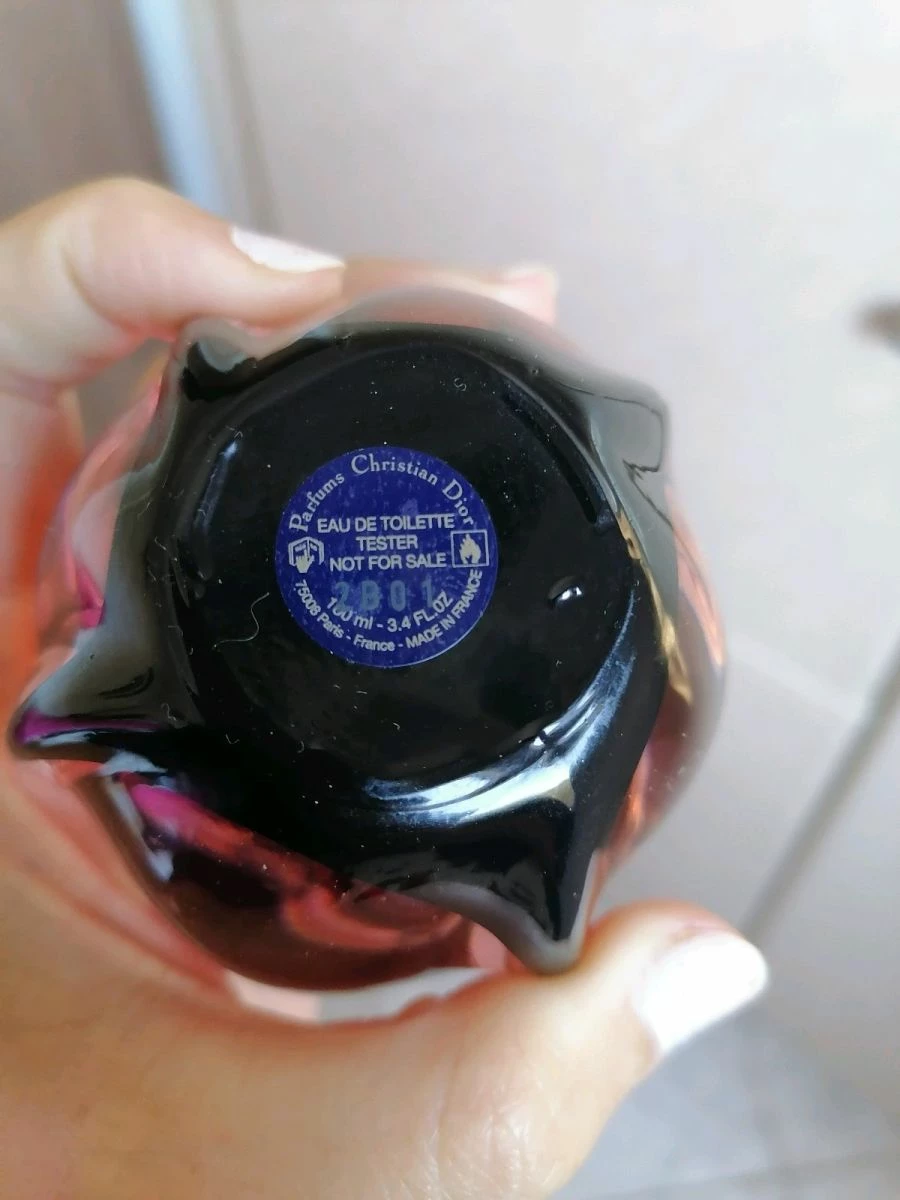 Parfums Christian Dior
EAU DE TOILETTE
TESTER
NOT FOR SALE
2B01
100 ml - 3.4 FL.OZ
75008 Paris - France - MADE IN FRANCE